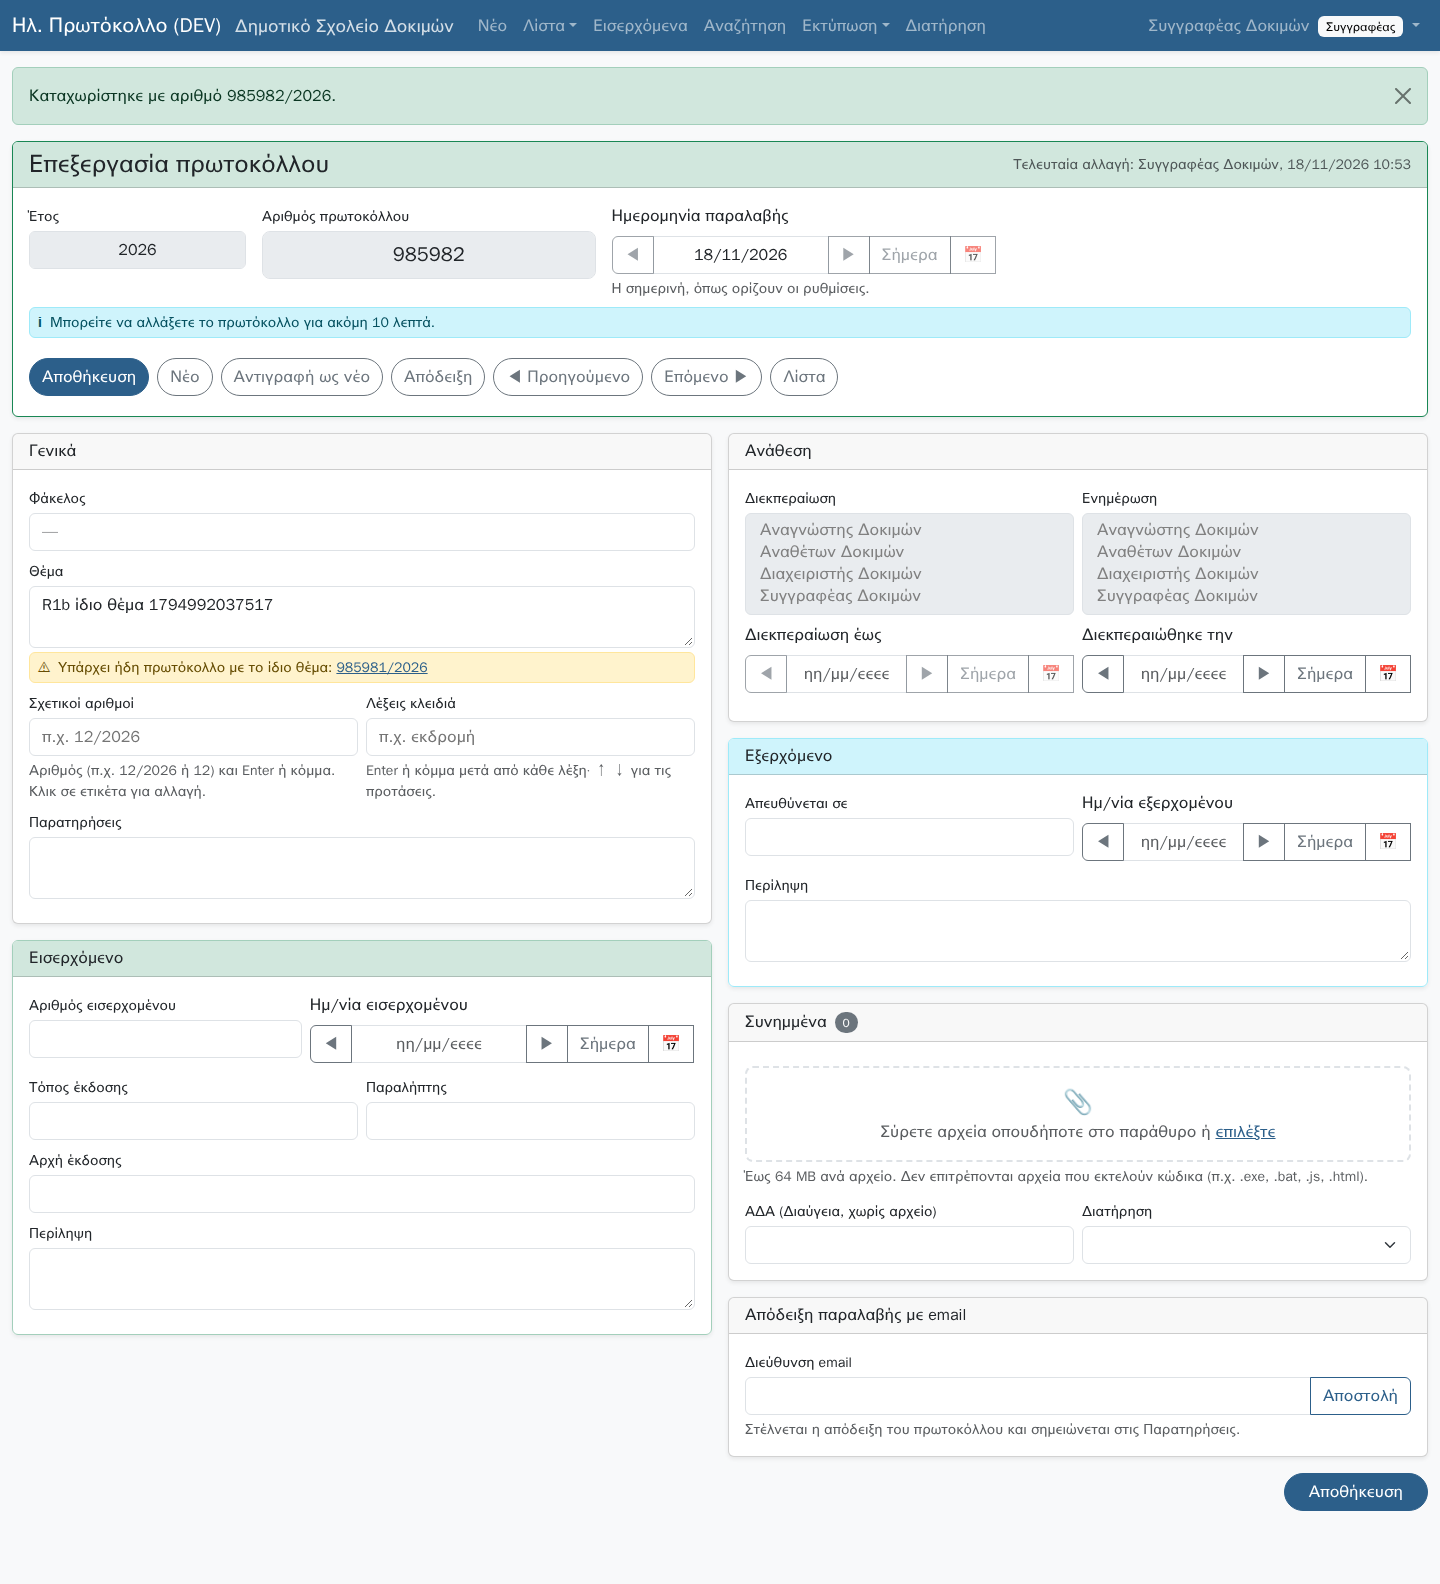 Ηλ. Πρωτόκολλο (DEV) Δημοτικό Σχολείο Δοκιμών Νέο Λίστα Εισερχόμενα Αναζήτηση Εκτύπωση Διατήρηση Συγγραφέας Δοκιμών Συγγραφέας
Καταχωρίστηκε με αριθμό 985982/2026.
Επεξεργασία πρωτοκόλλου Τελευταία αλλαγή: Συγγραφέας Δοκιμών, 18/11/2026 10:53
Έτος Αριθμός πρωτοκόλλου Ημερομηνία παραλαβής
2026 985982 ◀ 18/11/2026 ▶ Σήμερα 📅
Η σημερινή, όπως ορίζουν οι ρυθμίσεις.
ℹ Μπορείτε να αλλάξετε το πρωτόκολλο για ακόμη 10 λεπτά.
Αποθήκευση Νέο Αντιγραφή ως νέο Απόδειξη ◀ Προηγούμενο Επόμενο ▶ Λίστα
Γενικά
Φάκελος
—
Θέμα
R1b ίδιο θέμα 1794992037517
⚠ Υπάρχει ήδη πρωτόκολλο με το ίδιο θέμα: 985981/2026
Σχετικοί αριθμοί Λέξεις κλειδιά
π.χ. 12/2026 π.χ. εκδρομή
Αριθμός (π.χ. 12/2026 ή 12) και Enter ή κόμμα. Κλικ σε ετικέτα για αλλαγή.
Enter ή κόμμα μετά από κάθε λέξη· ↑ ↓ για τις προτάσεις.
Παρατηρήσεις
Εισερχόμενο
Αριθμός εισερχομένου Ημ/νία εισερχομένου
◀ ηη/μμ/εεεε ▶ Σήμερα 📅
Τόπος έκδοσης Παραλήπτης
Αρχή έκδοσης
Περίληψη
Ανάθεση
Διεκπεραίωση Ενημέρωση
Αναγνώστης Δοκιμών Αναγνώστης Δοκιμών
Αναθέτων Δοκιμών Αναθέτων Δοκιμών
Διαχειριστής Δοκιμών Διαχειριστής Δοκιμών
Συγγραφέας Δοκιμών Συγγραφέας Δοκιμών
Διεκπεραίωση έως Διεκπεραιώθηκε την
◀ ηη/μμ/εεεε ▶ Σήμερα 📅 ◀ ηη/μμ/εεεε ▶ Σήμερα 📅
Εξερχόμενο
Απευθύνεται σε Ημ/νία εξερχομένου
◀ ηη/μμ/εεεε ▶ Σήμερα 📅
Περίληψη
Συνημμένα 0
Σύρετε αρχεία οπουδήποτε στο παράθυρο ή επιλέξτε
Έως 64 MB ανά αρχείο. Δεν επιτρέπονται αρχεία που εκτελούν κώδικα (π.χ. .exe, .bat, .js, .html).
ΑΔΑ (Διαύγεια, χωρίς αρχείο) Διατήρηση
Απόδειξη παραλαβής με email
Διεύθυνση email
Αποστολή
Στέλνεται η απόδειξη του πρωτοκόλλου και σημειώνεται στις Παρατηρήσεις.
Αποθήκευση